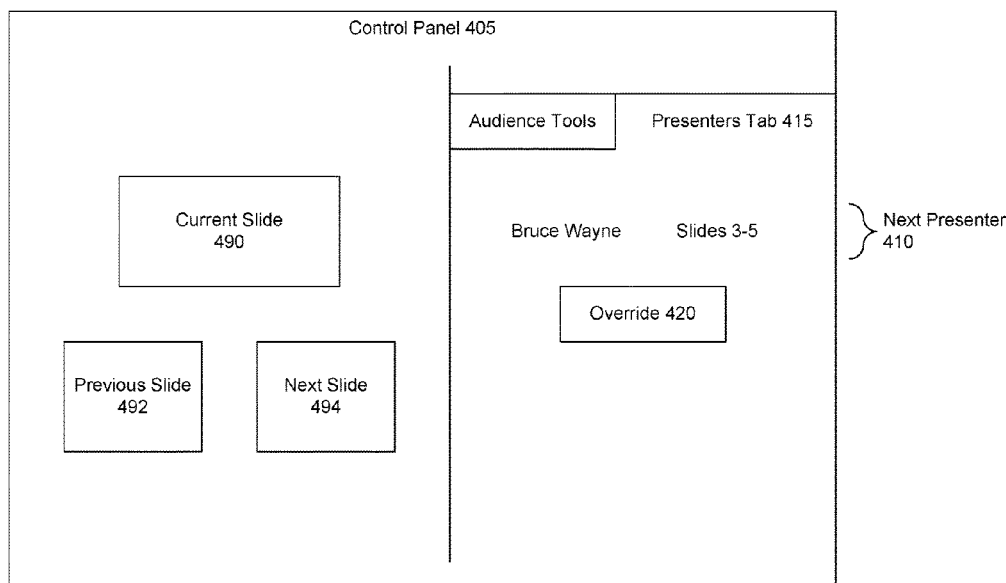 Control Panel 405
Audience Tools
Presenters Tab 415
Current Slide
490
Bruce Wayne
Slides 3-5
Next Presenter
410
Override 420
Previous Slide
492
Next Slide
494